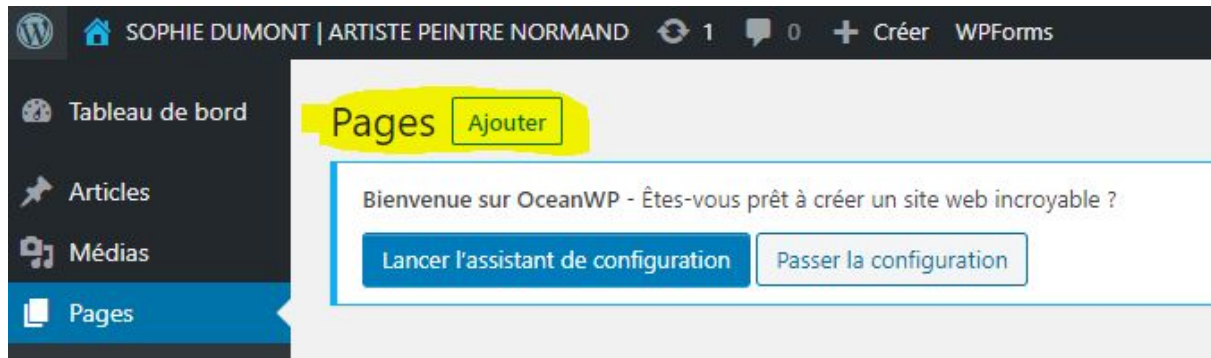 SOPHIE DUMONT | ARTISTE PEINTRE NORMAND 1 0 + Créer WPForms
Tableau de bord
Pages Ajouter
Articles
Bienvenue sur OceanWP - Êtes-vous prêt à créer un site web incroyable ?
Médias
Lancer l'assistant de configuration Passer la configuration
Pages